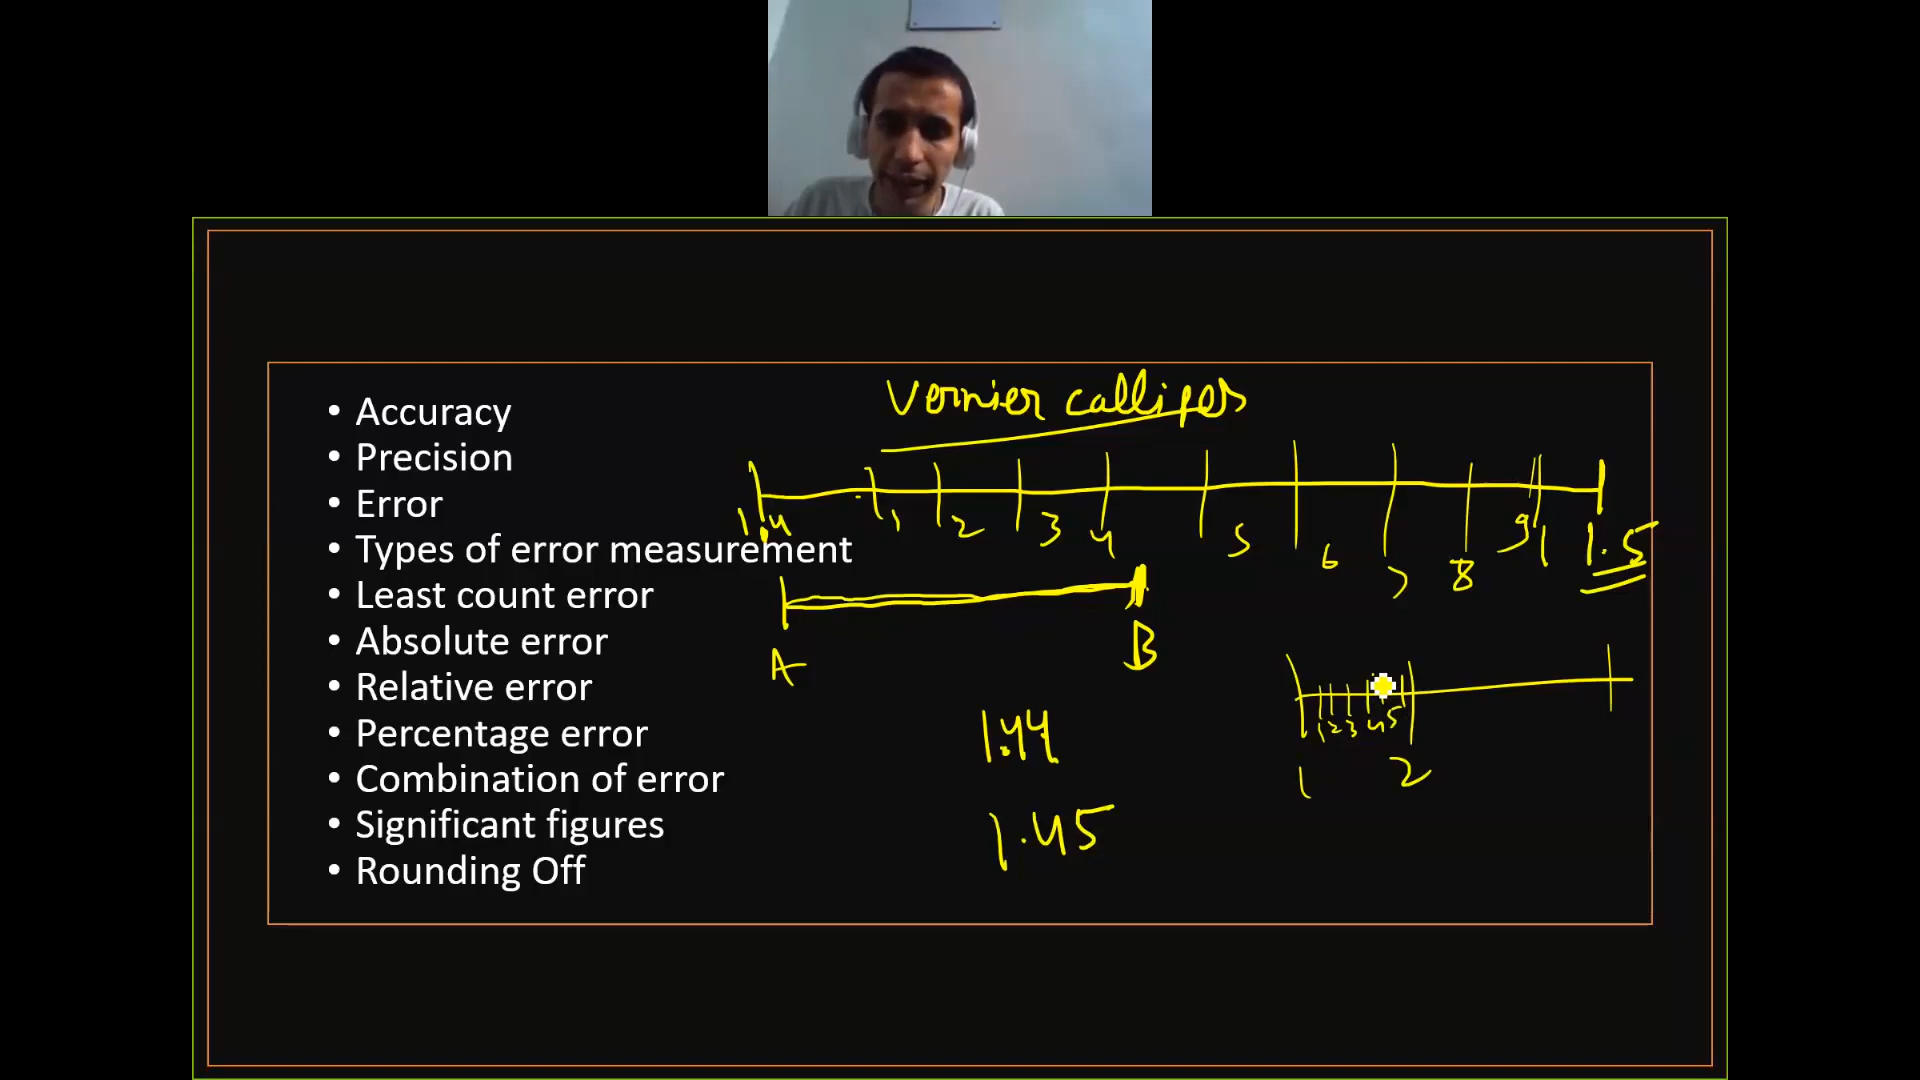 Vernier callipers
• Accuracy
• Precision
• Error
• Types of error measurement
• Least count error
• Absolute error
• Relative error
• Percentage error
• Combination of error
• Significant figures
• Rounding Off
1.4 1 2 3 4 5 6 7 8 9 1.5
A B
1 2 3 4 5
1 2
1.44
1.45